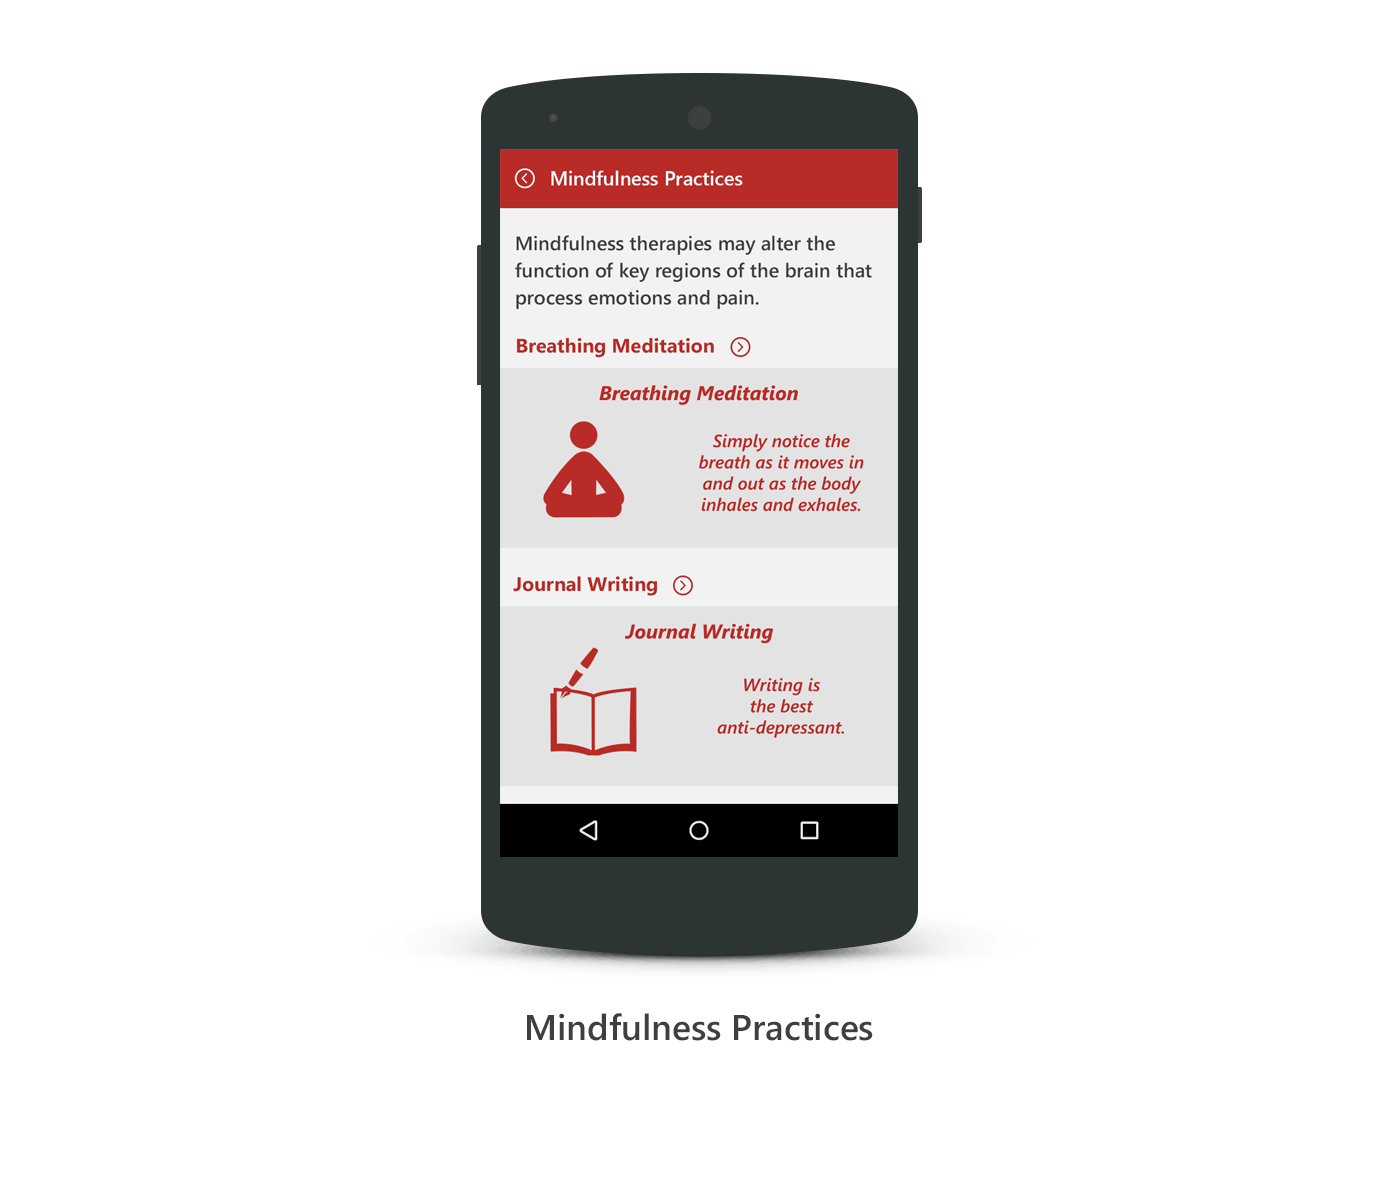 Mindfulness Practices
Mindfulness therapies may alter the
function of key regions of the brain that
process emotions and pain.
Breathing Meditation
Breathing Meditation
Simply notice the
breath as it moves in
and out as the body
inhales and exhales.
Journal Writing
Journal Writing
Writing is
the best
anti-depressant.
Mindfulness Practices